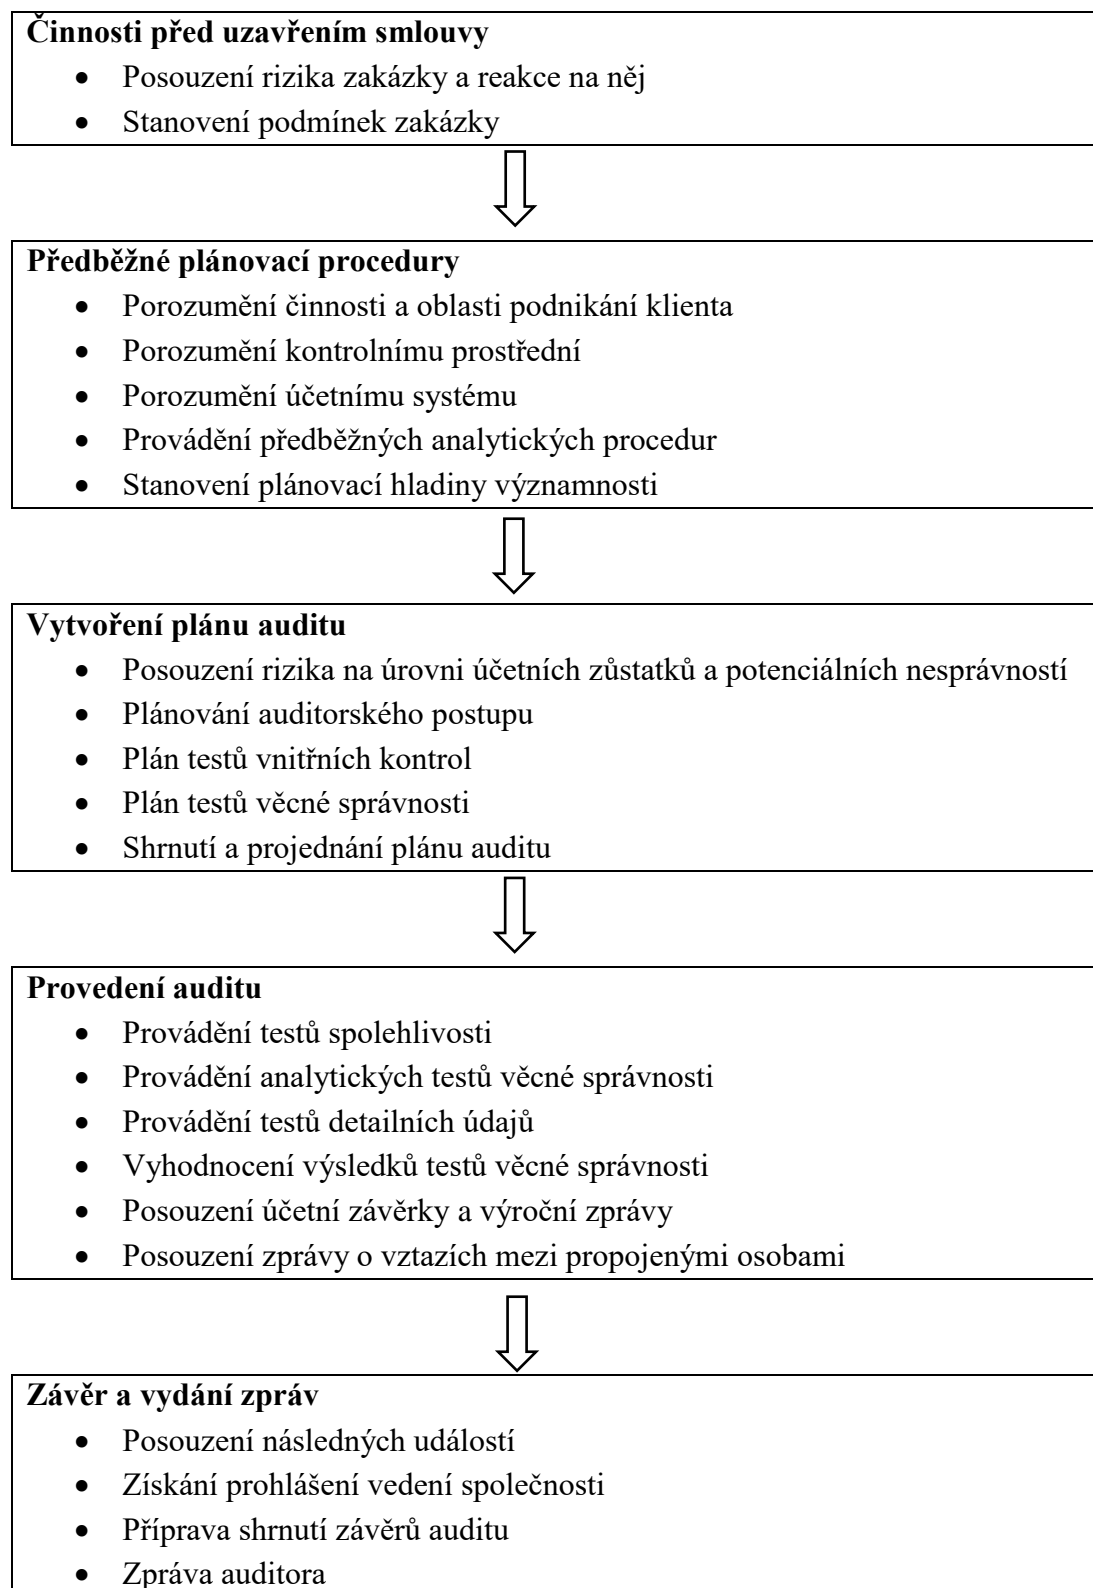 Činnosti před uzavřením smlouvy
• Posouzení rizika zakázky a reakce na něj
• Stanovení podmínek zakázky
Předběžné plánovací procedury
• Porozumění činnosti a oblasti podnikání klienta
• Porozumění kontrolnímu prostřední
• Porozumění účetnímu systému
• Provádění předběžných analytických procedur
• Stanovení plánovací hladiny významnosti
Vytvoření plánu auditu
• Posouzení rizika na úrovni účetních zůstatků a potenciálních nesprávností
• Plánování auditorského postupu
• Plán testů vnitřních kontrol
• Plán testů věcné správnosti
• Shrnutí a projednání plánu auditu
Provedení auditu
• Provádění testů spolehlivosti
• Provádění analytických testů věcné správnosti
• Provádění testů detailních údajů
• Vyhodnocení výsledků testů věcné správnosti
• Posouzení účetní závěrky a výroční zprávy
• Posouzení zprávy o vztazích mezi propojenými osobami
Závěr a vydání zpráv
• Posouzení následných událostí
• Získání prohlášení vedení společnosti
• Příprava shrnutí závěrů auditu
• Zpráva auditora